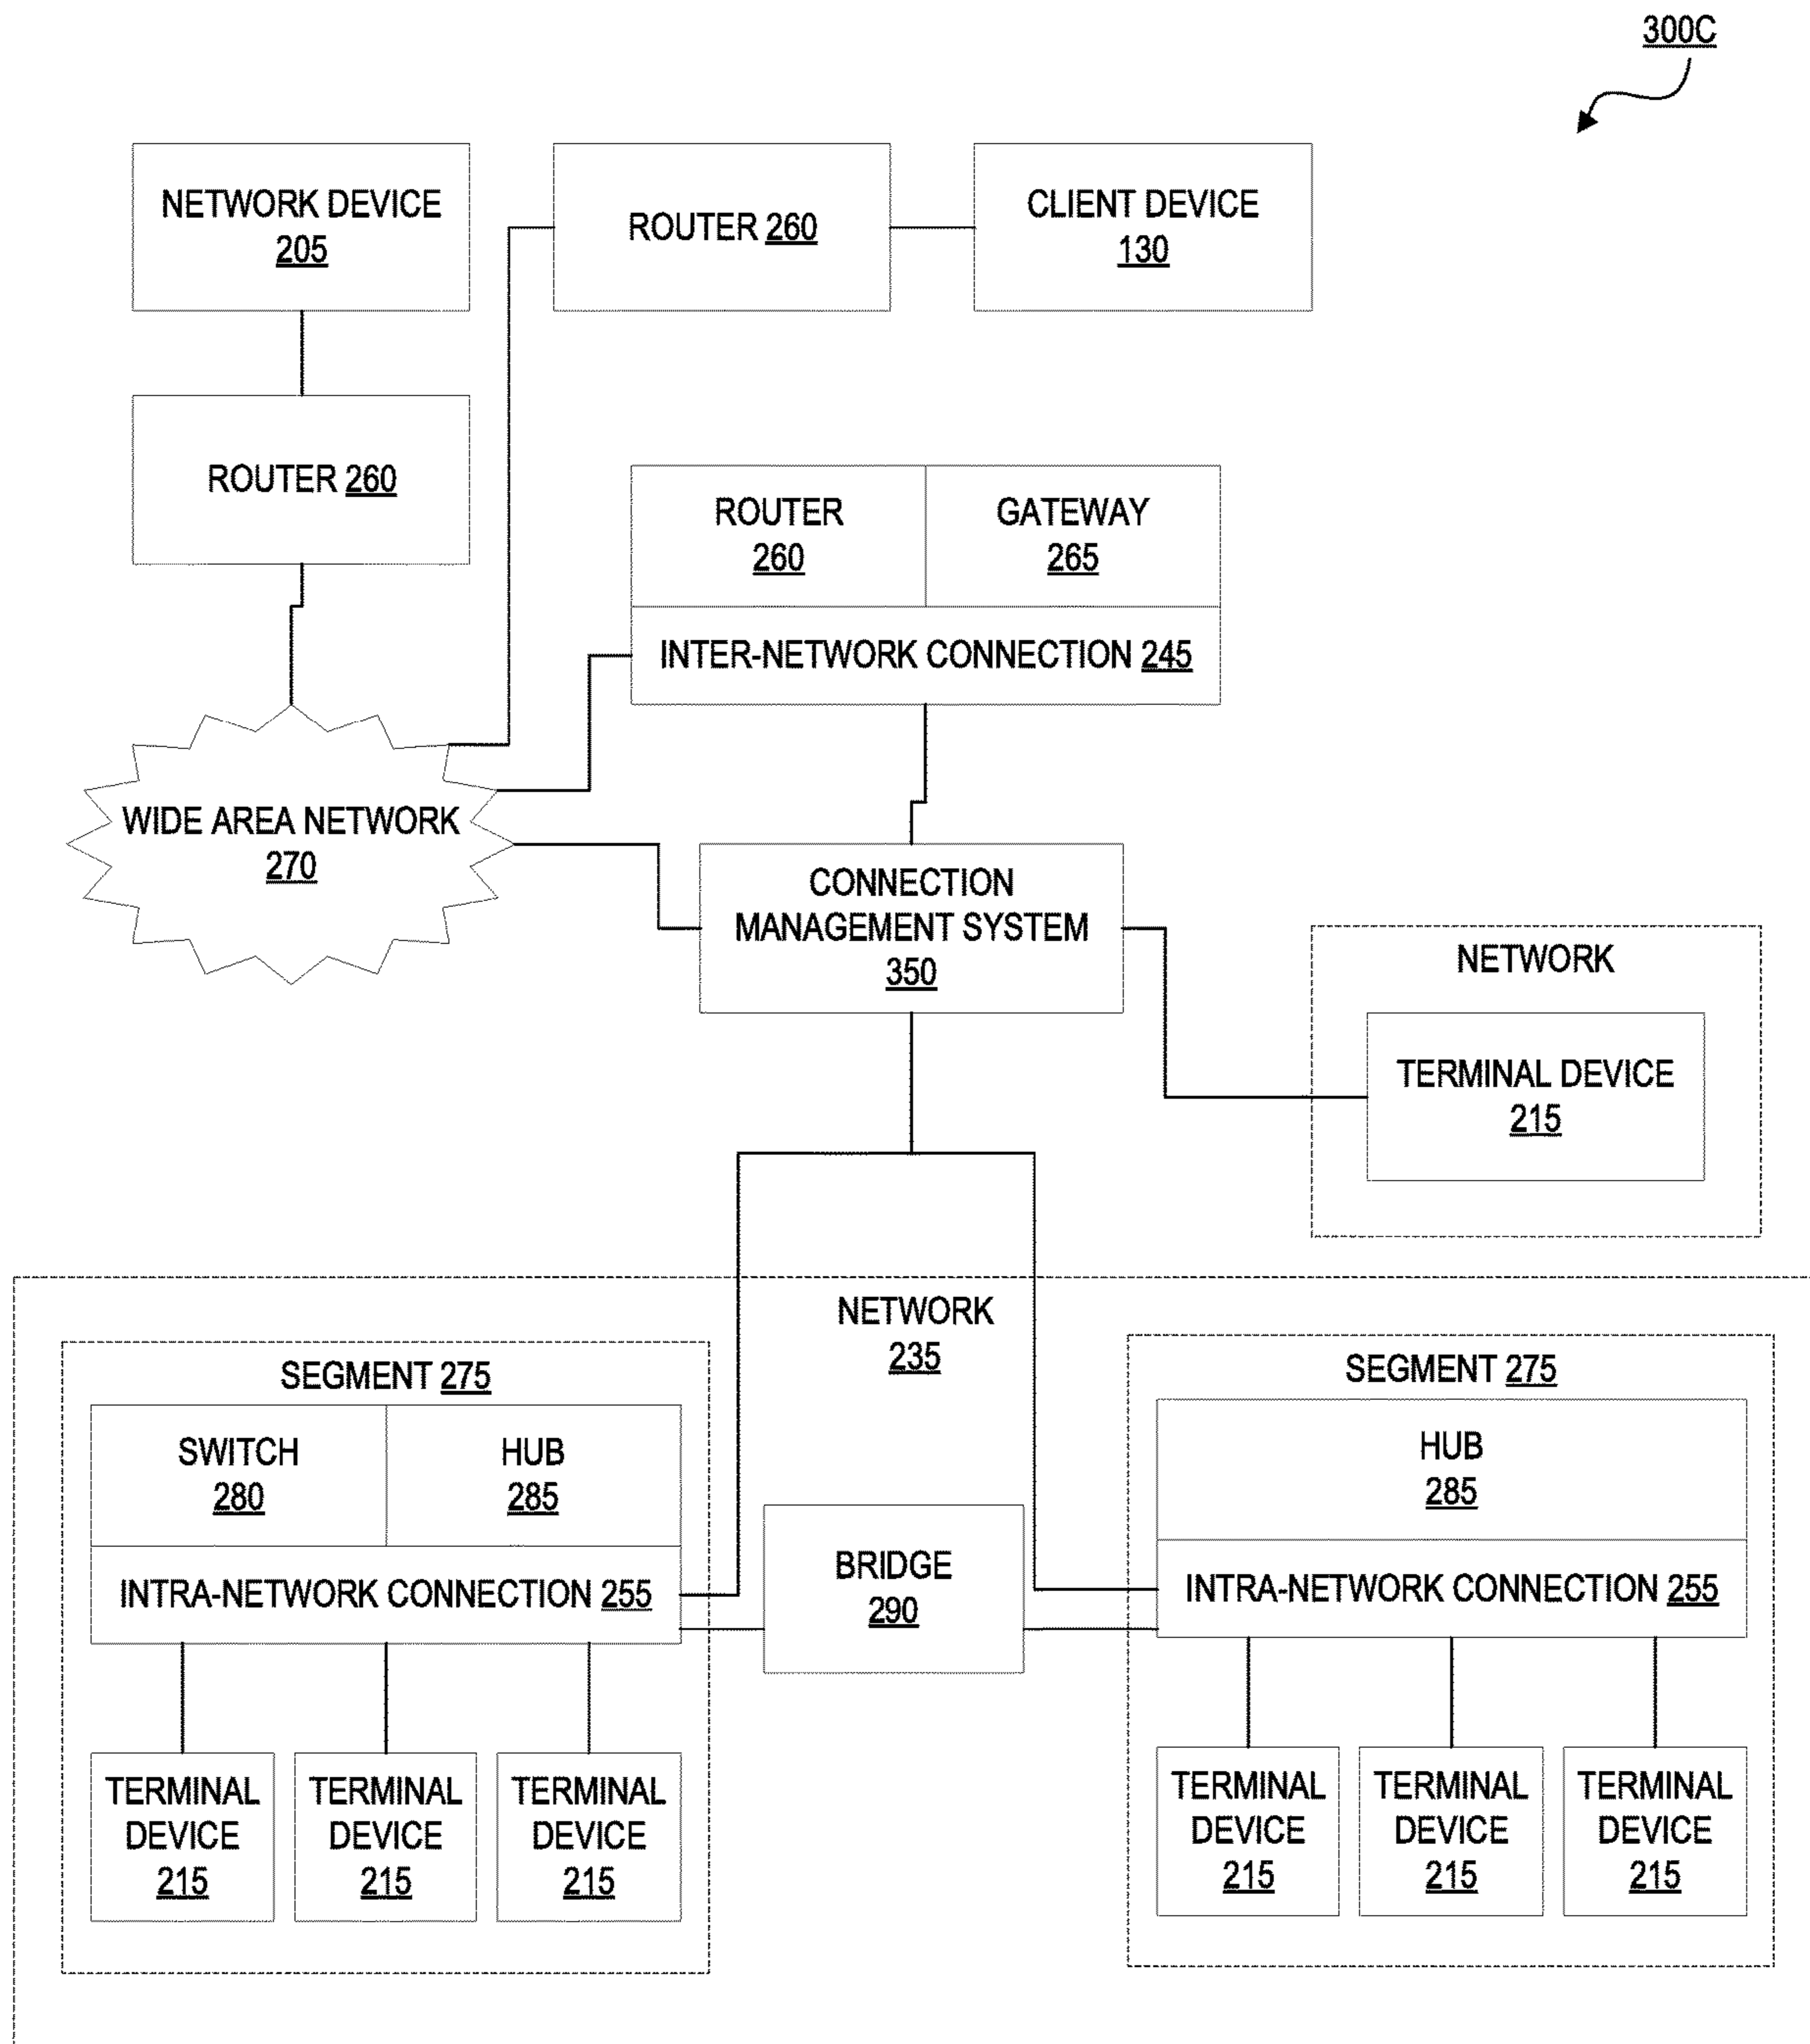 300C
NETWORK DEVICE
205
ROUTER 260
CLIENT DEVICE
130
ROUTER 260
ROUTER
260
GATEWAY
265
INTER-NETWORK CONNECTION 245
WIDE AREA NETWORK
270
CONNECTION
MANAGEMENT SYSTEM
350
NETWORK
TERMINAL DEVICE
215
NETWORK
235
SEGMENT 275
SWITCH
280
HUB
285
INTRA-NETWORK CONNECTION 255
TERMINAL
DEVICE
215
TERMINAL
DEVICE
215
TERMINAL
DEVICE
215
BRIDGE
290
SEGMENT 275
HUB
285
INTRA-NETWORK CONNECTION 255
TERMINAL
DEVICE
215
TERMINAL
DEVICE
215
TERMINAL
DEVICE
215